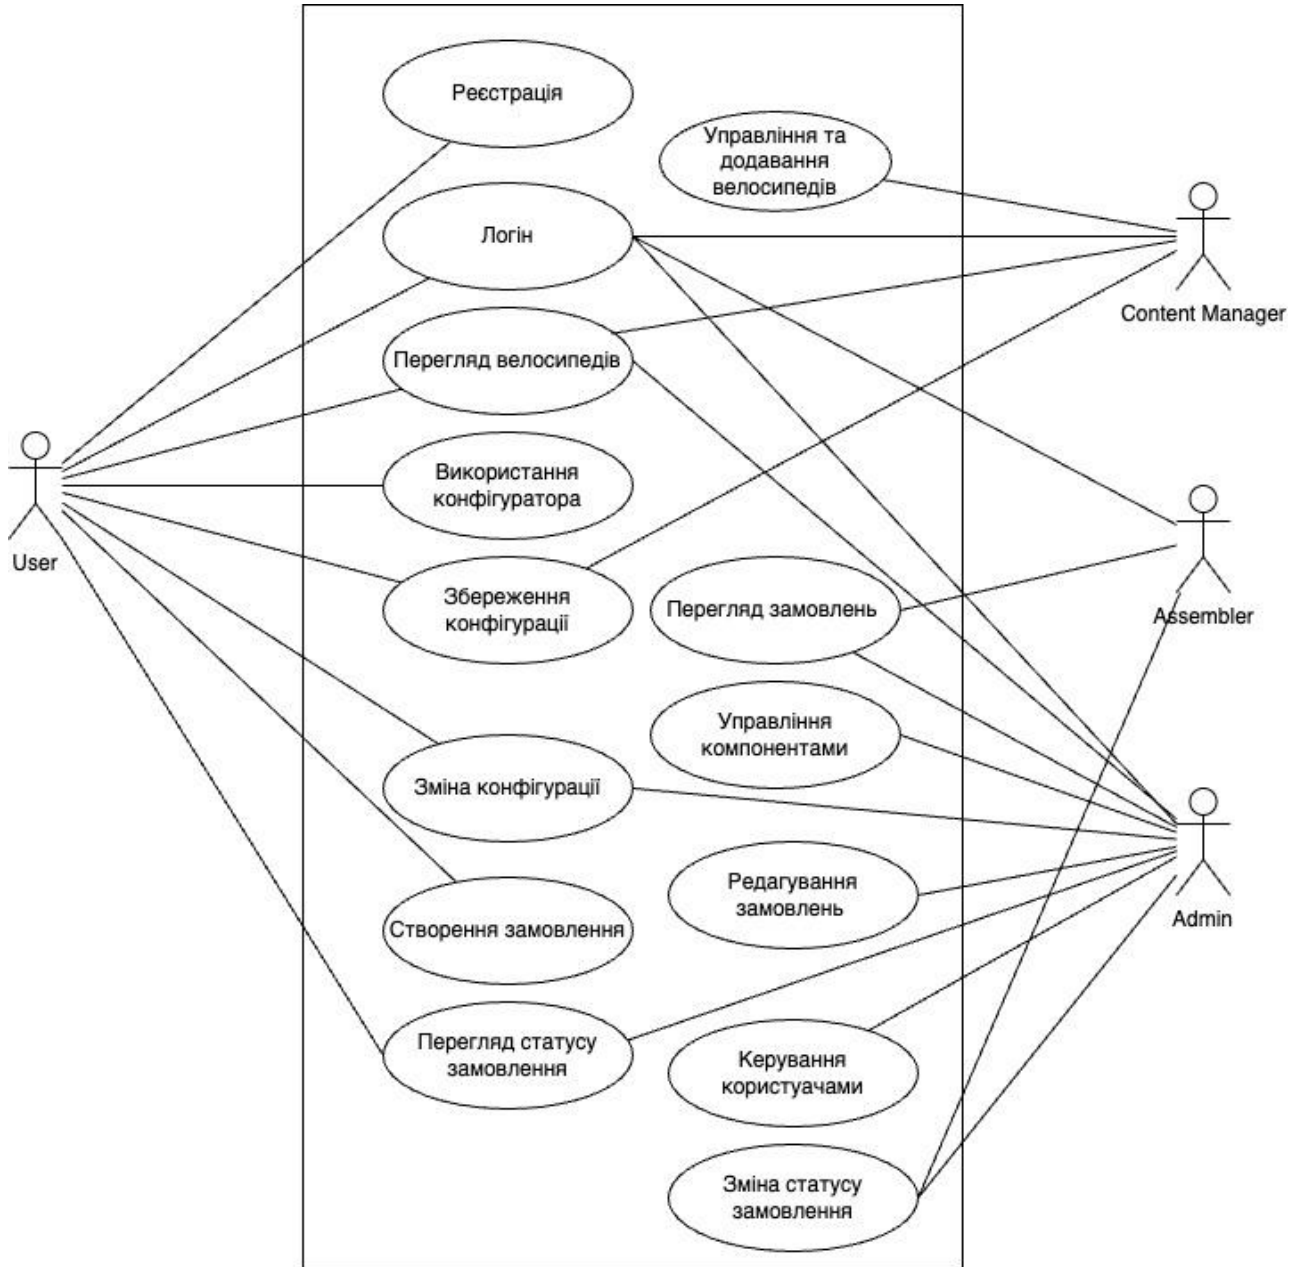 Реєстрація
Управління та
додавання
велосипедів
Логін
Content Manager
Перегляд велосипедів
Використання
конфігуратора
User
Збереження
конфігурації
Перегляд замовлень
Assembler
Управління
компонентами
Зміна конфігурації
Редагування
замовлень
Admin
Створення замовлення
Перегляд статусу
замовлення
Керування
користуачами
Зміна статусу
замовлення